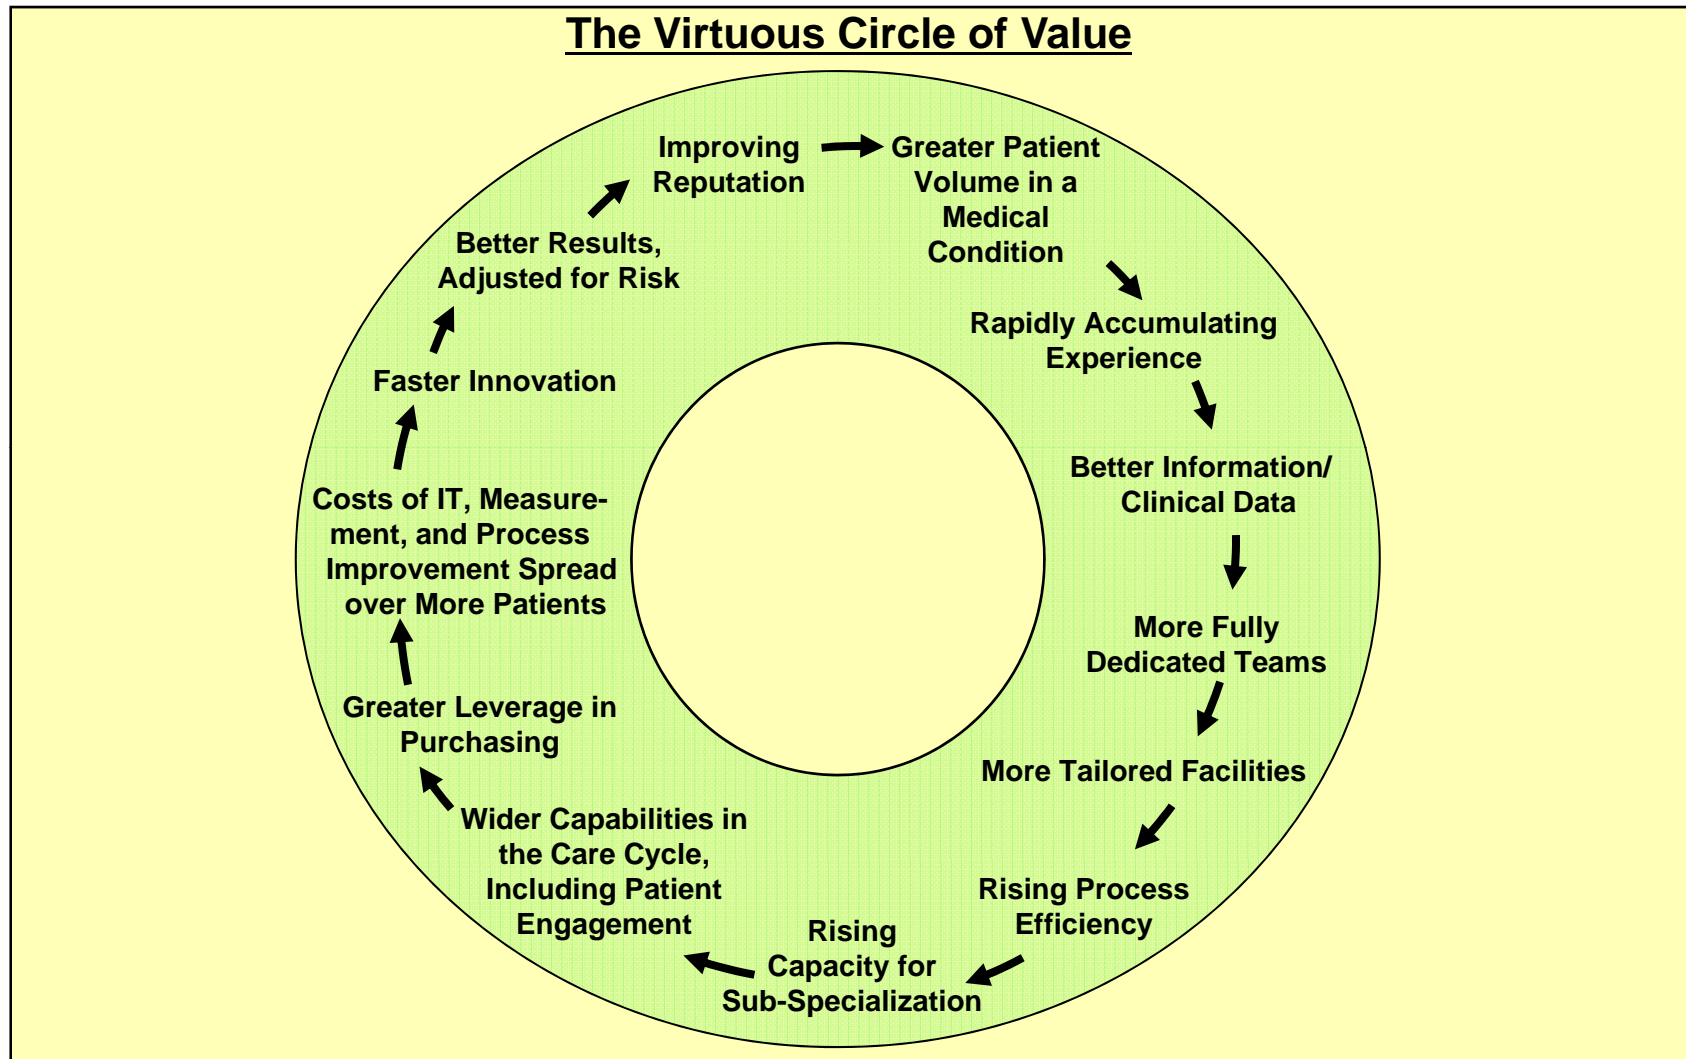 The Virtuous Circle of Value
Improving
Reputation
Greater Patient
Volume in a
Medical
Condition
Rapidly Accumulating
Experience
Better Information/
Clinical Data
More Fully
Dedicated Teams
More Tailored Facilities
Rising Process
Efficiency
Rising
Capacity for
Sub-Specialization
Wider Capabilities in
the Care Cycle,
Including Patient
Engagement
Greater Leverage in
Purchasing
Costs of IT, Measure-
ment, and Process
Improvement Spread
over More Patients
Faster Innovation
Better Results,
Adjusted for Risk